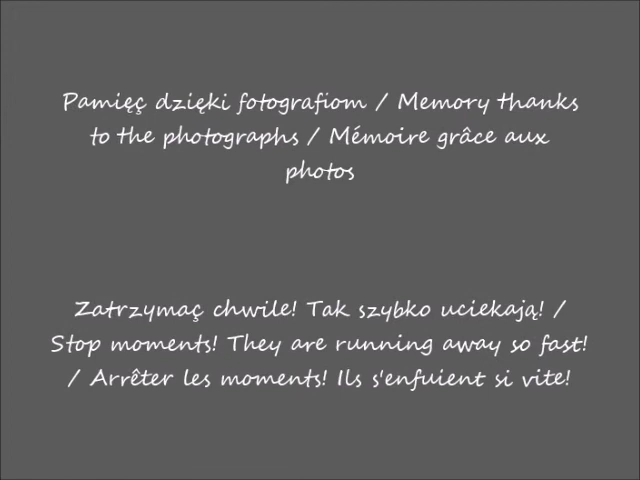 Pamięç dzięki fotografiom / Memory thanks
to the photographs / Mémoire grâce aux
photos
Zatrzymaç chwile! Tak szybko uciekają! /
Stop moments! They are running away so fast!
/ Arrêter les moments! Ils s'enfuient si vite!